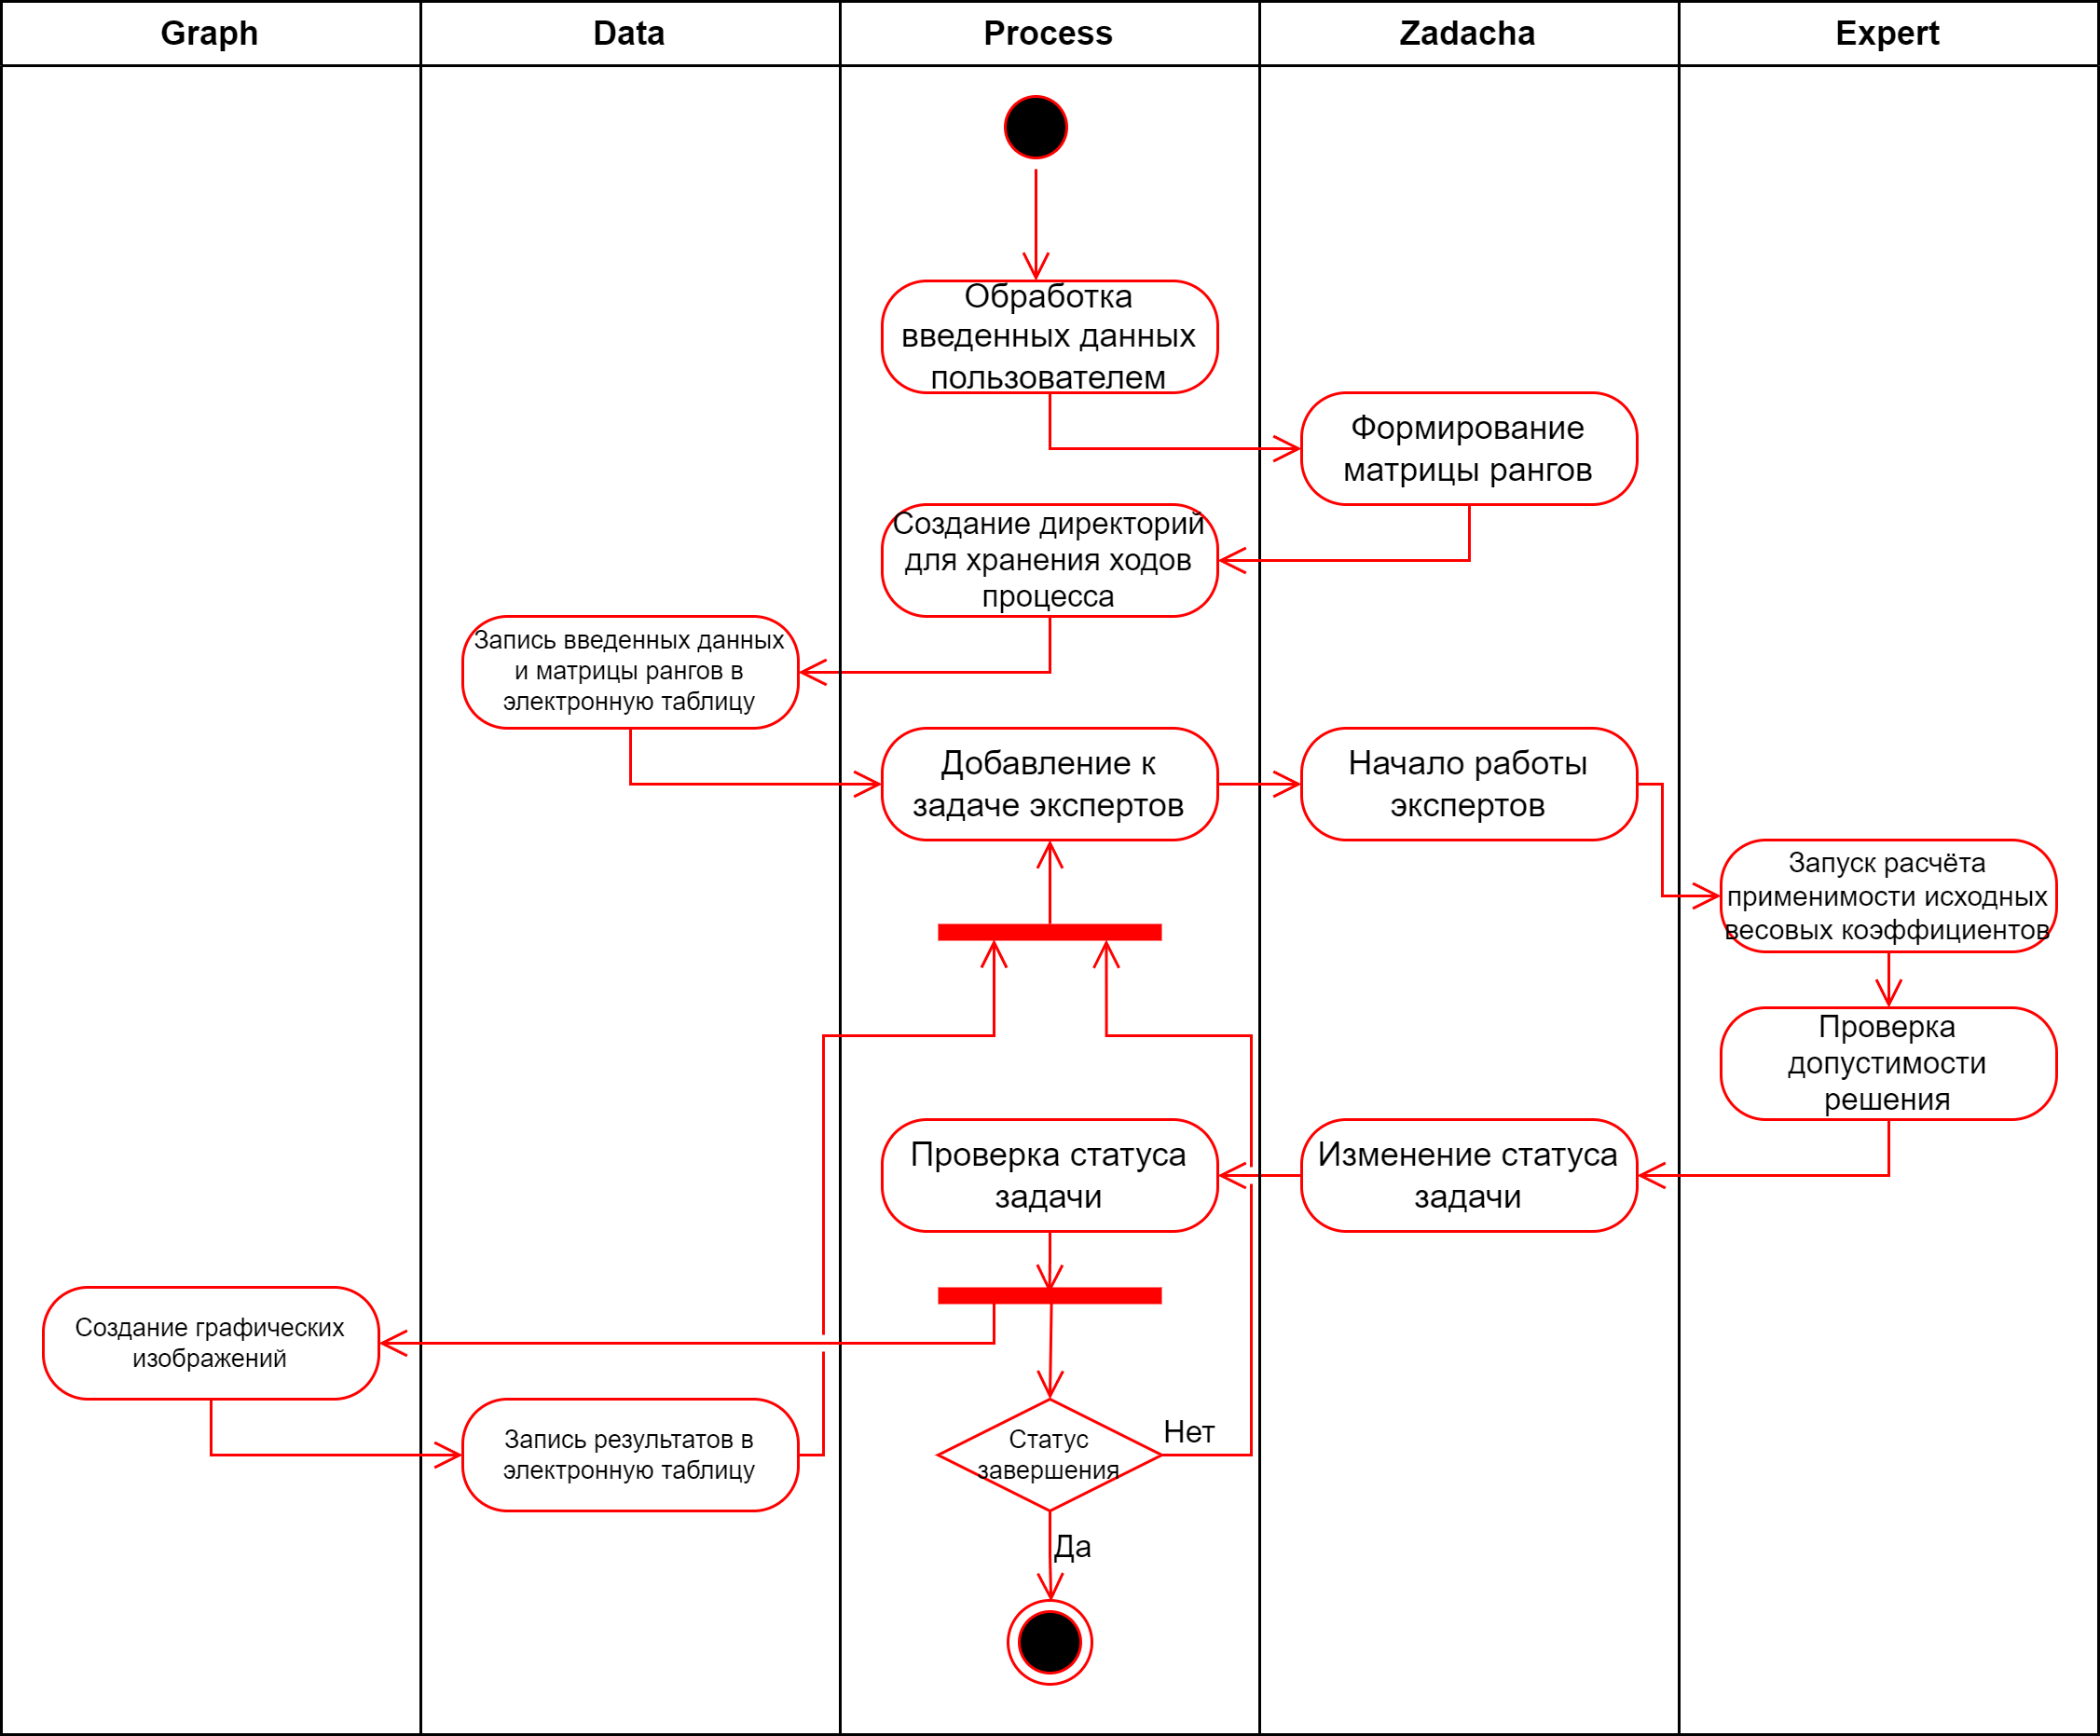 Graph
Data
Process
Zadacha
Expert
Обработка
введенных данных
пользователем
Формирование
матрицы рангов
Создание директорий
для хранения ходов
процесса
Запись введенных данных
и матрицы рангов в
электронную таблицу
Добавление к
задаче экспертов
Начало работы
экспертов
Запуск расчёта
применимости исходных
весовых коэффициентов
Проверка
допустимости
решения
Проверка статуса
задачи
Изменение статуса
задачи
Создание графических
изображений
Запись результатов в
электронную таблицу
Статус
завершения
Нет
Да